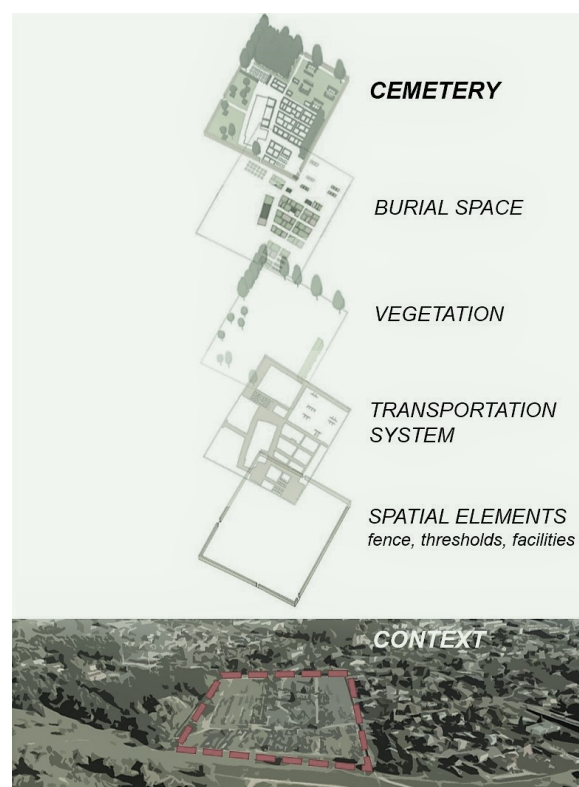 CEMETERY
BURIAL SPACE
VEGETATION
TRANSPORTATION
SYSTEM
SPATIAL ELEMENTS
fence, thresholds, facilities
CONTEXT